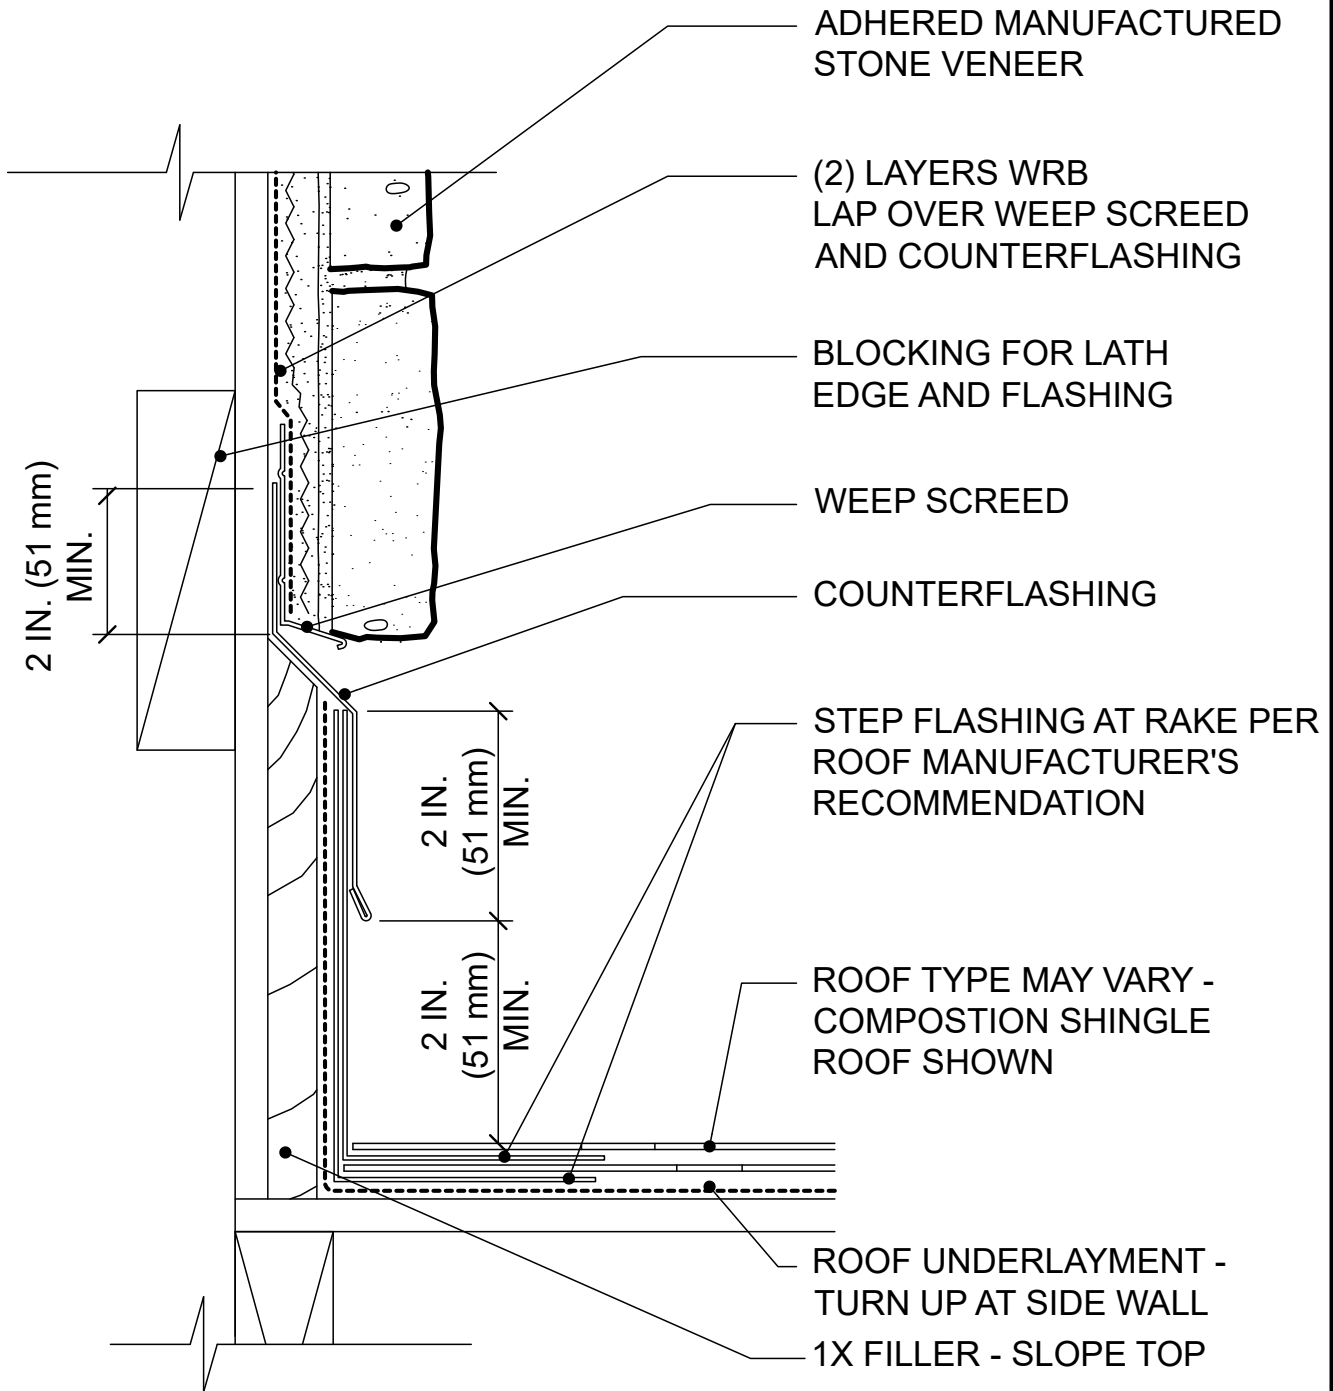 ADHERED MANUFACTURED
STONE VENEER
(2) LAYERS WRB
LAP OVER WEEP SCREED
AND COUNTERFLASHING
BLOCKING FOR LATH
EDGE AND FLASHING
2 IN. (51 mm)
MIN.
WEEP SCREED
COUNTERFLASHING
STEP FLASHING AT RAKE PER
ROOF MANUFACTURER'S
RECOMMENDATION
2 IN.
(51 mm)
MIN.
2 IN.
(51 mm)
MIN.
ROOF TYPE MAY VARY -
COMPOSTION SHINGLE
ROOF SHOWN
ROOF UNDERLAYMENT -
TURN UP AT SIDE WALL
1X FILLER - SLOPE TOP